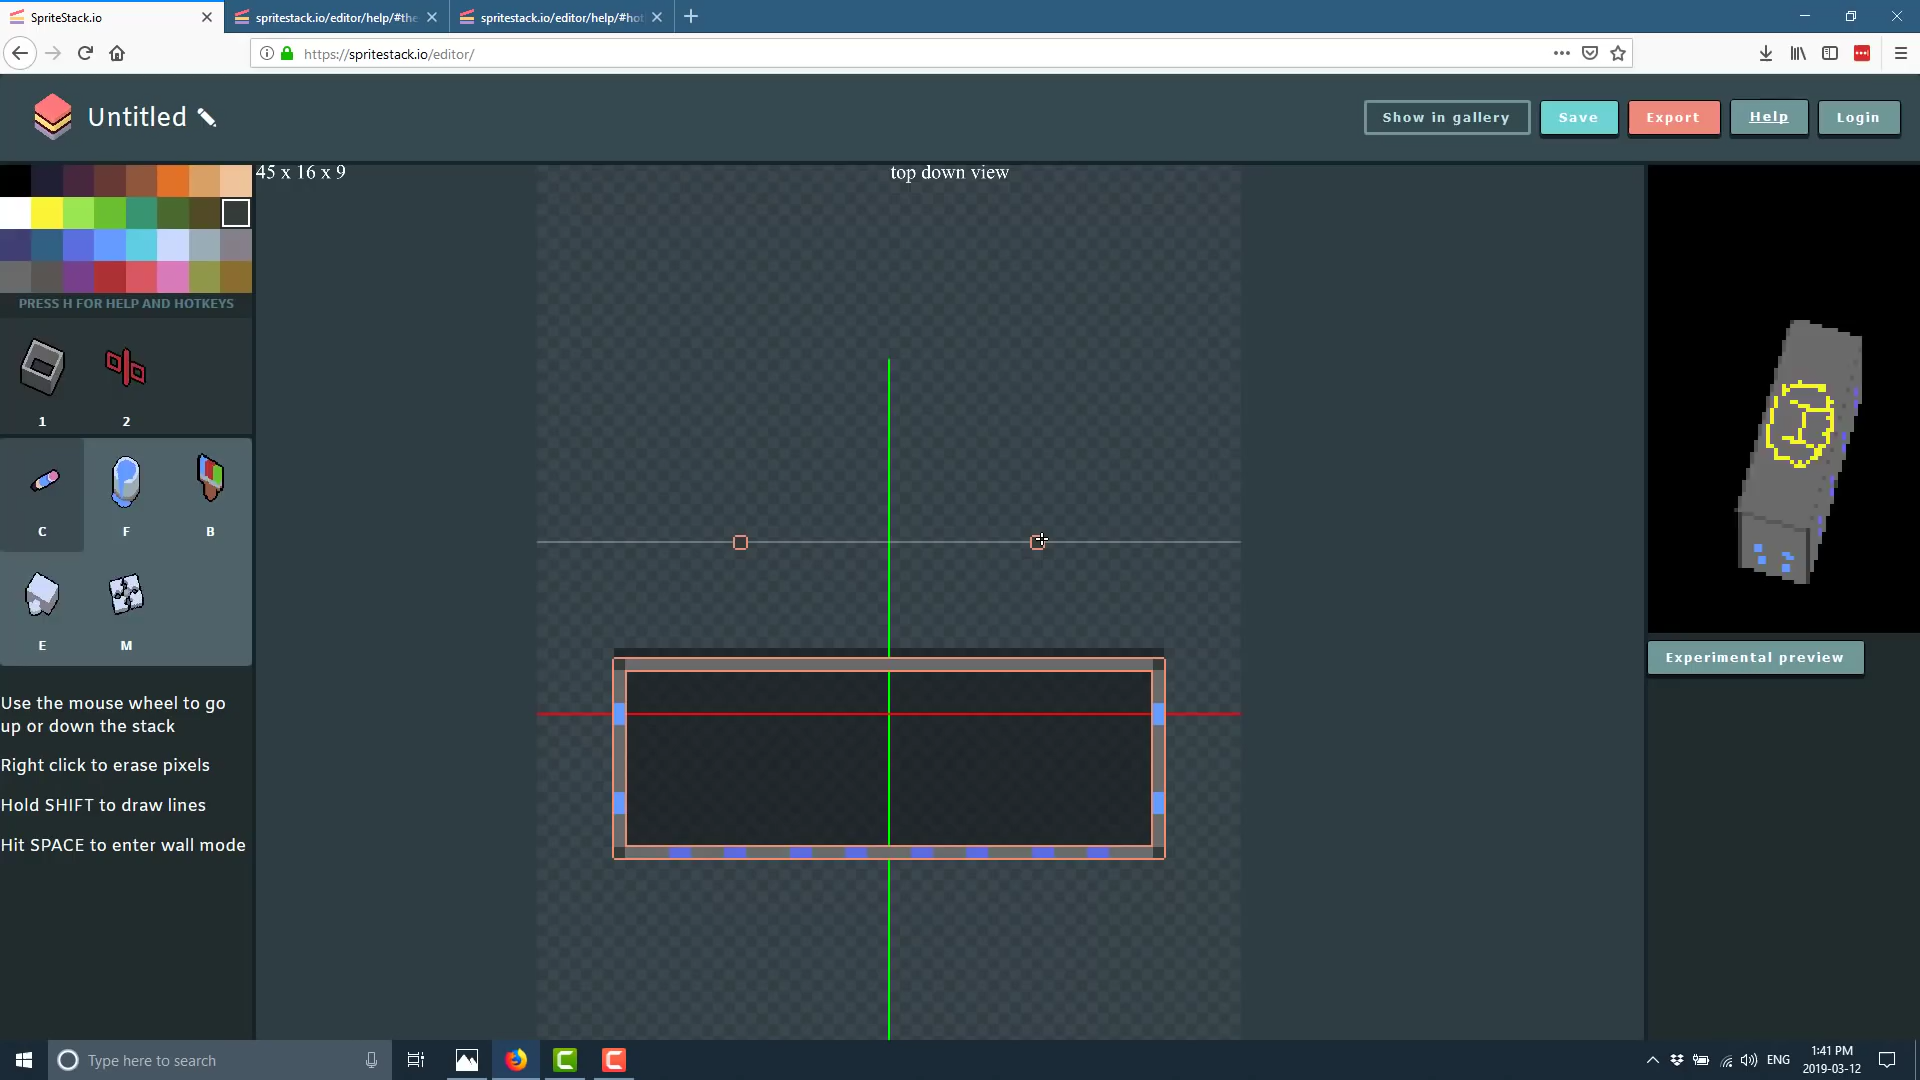 SpriteStack.io
spritestack.io/editor/help/#the
spritestack.io/editor/help/#hot
https://spritestack.io/editor/
Untitled
Show in gallery
Save
Export
Help
Login
45 x 16 x 9
top down view
PRESS H FOR HELP AND HOTKEYS
1
2
C
F
B
E
M
Experimental preview
Use the mouse wheel to go
up or down the stack
Right click to erase pixels
Hold SHIFT to draw lines
Hit SPACE to enter wall mode
Type here to search
ENG
1:41 PM
2019-03-12